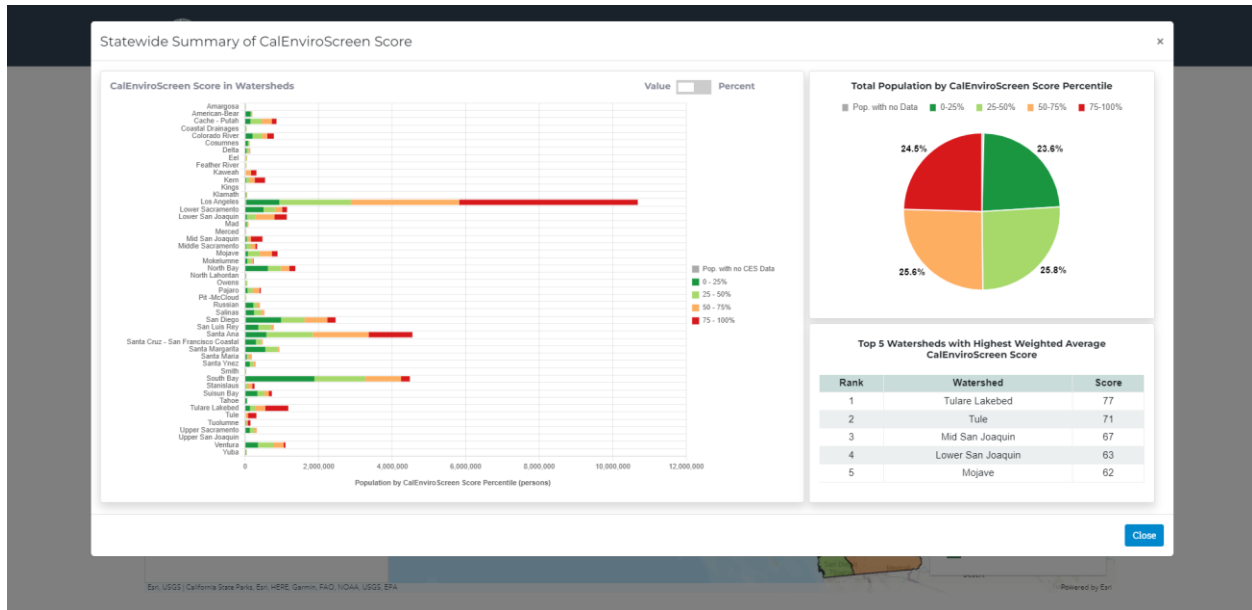 Statewide Summary of CalEnviroScreen Score
×
CalEnviroScreen Score in Watersheds
Value
Percent
Amargosa
American-Bear
Cache - Putah
Coastal Drainages
Colorado River
Cosumnes
Delta
Eel
Feather River
Kaweah
Kern
Kings
Klamath
Los Angeles
Lower Sacramento
Lower San Joaquin
Mad
Merced
Mid San Joaquin
Middle Sacramento
Mojave
Mokelumne
North Bay
North Lahontan
Owens
Pajaro
Pit -McCloud
Russian
Salinas
San Diego
San Luis Rey
Santa Ana
Santa Cruz - San Francisco Coastal
Santa Margarita
Santa Maria
Santa Ynez
Smith
South Bay
Stanislaus
Suisun Bay
Tahoe
Tulare Lakebed
Tule
Tuolumne
Upper Sacramento
Upper San Joaquin
Ventura
Yuba
0 2,000,000 4,000,000 6,000,000 8,000,000 10,000,000 12,000,000
Population by CalEnviroScreen Score Percentile (persons)
Pop. with no CES Data
0 - 25%
25 - 50%
50 - 75%
75 - 100%
Total Population by CalEnviroScreen Score Percentile
Pop. with no Data 0-25% 25-50% 50-75% 75-100%
24.5% 23.6%
25.6% 25.8%
Top 5 Watersheds with Highest Weighted Average
CalEnviroScreen Score
Rank Watershed Score
1 Tulare Lakebed 77
2 Tule 71
3 Mid San Joaquin 67
4 Lower San Joaquin 63
5 Mojave 62
Close
Esri, USGS | California State Parks, Esri, HERE, Garmin, FAO, NOAA, USGS, EPA
Powered by Esri